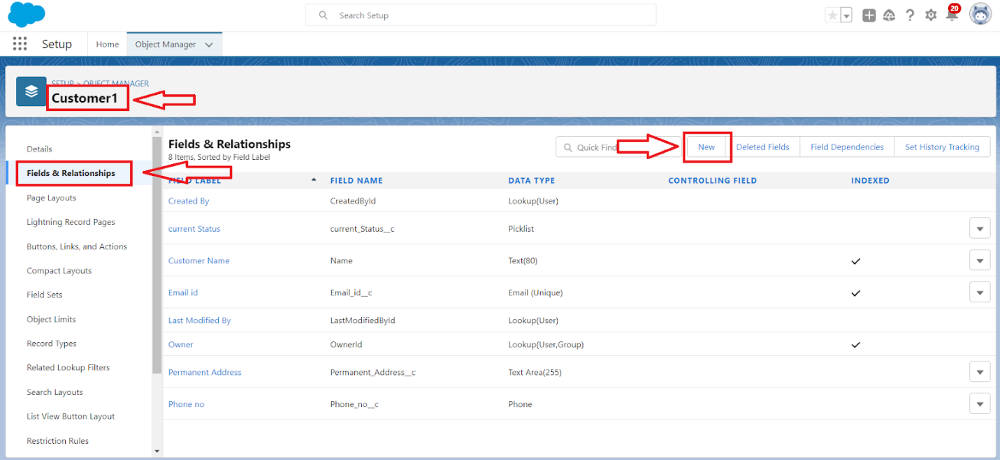 Search Setup
20
Setup
Home
Object Manager
SETUP > OBJECT MANAGER
Customer1
Details
Fields & Relationships
Page Layouts
Lightning Record Pages
Buttons, Links, and Actions
Compact Layouts
Field Sets
Object Limits
Record Types
Related Lookup Filters
Search Layouts
List View Button Layout
Restriction Rules
Fields & Relationships
8 Items, Sorted by Field Label
Quick Find
New
Deleted Fields
Field Dependencies
Set History Tracking
FIELD LABEL FIELD NAME DATA TYPE CONTROLLING FIELD INDEXED
Created By CreatedById Lookup(User)
current Status current_Status__c Picklist
Customer Name Name Text(80)
Email id Email_id__c Email (Unique)
Last Modified By LastModifiedById Lookup(User)
Owner OwnerId Lookup(User,Group)
Permanent Address Permanent_Address__c Text Area(255)
Phone no Phone_no__c Phone